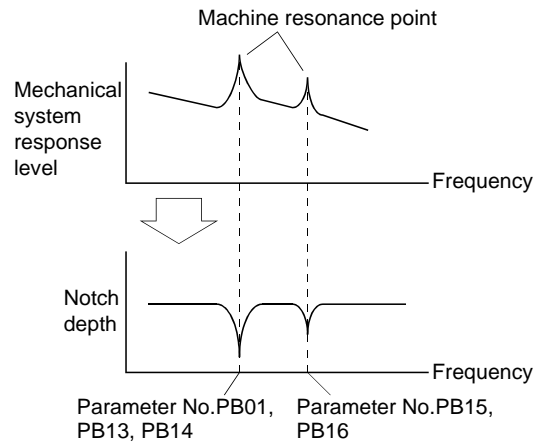 Machine resonance point
Mechanical
system
response
level
Frequency
Notch
depth
Frequency
Parameter No.PB01,
PB13, PB14
Parameter No.PB15,
PB16